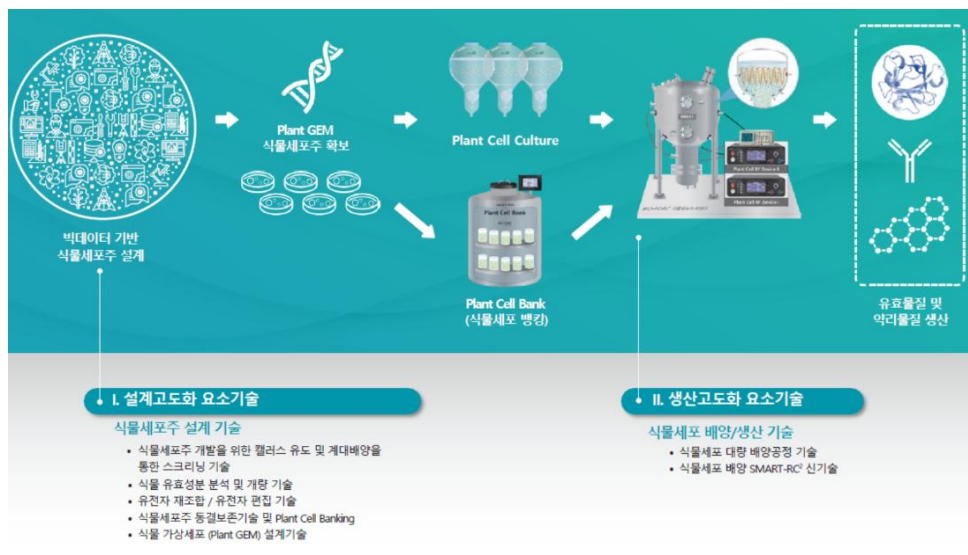 빅데이터 기반
식물세포주 설계
Plant GEM
식물세포주 확보
Plant Cell Culture
Plant Cell Bank
Plant Cell Bank
(식물세포 뱅킹)
유효물질 및
약리물질 생산
I. 설계고도화 요소기술
식물세포주 설계 기술
• 식물세포주 개발을 위한 캘러스 유도 및 계대배양을
통한 스크리닝 기술
• 식물 유효성분 분석 및 개량 기술
• 유전자 재조합 / 유전자 편집 기술
• 식물세포주 동결보존기술 및 Plant Cell Banking
• 식물 가상세포 (Plant GEM) 설계기술
II. 생산고도화 요소기술
식물세포 배양/생산 기술
• 식물세포 대량 배양공정 기술
• 식물세포 배양 SMART-RC² 신기술